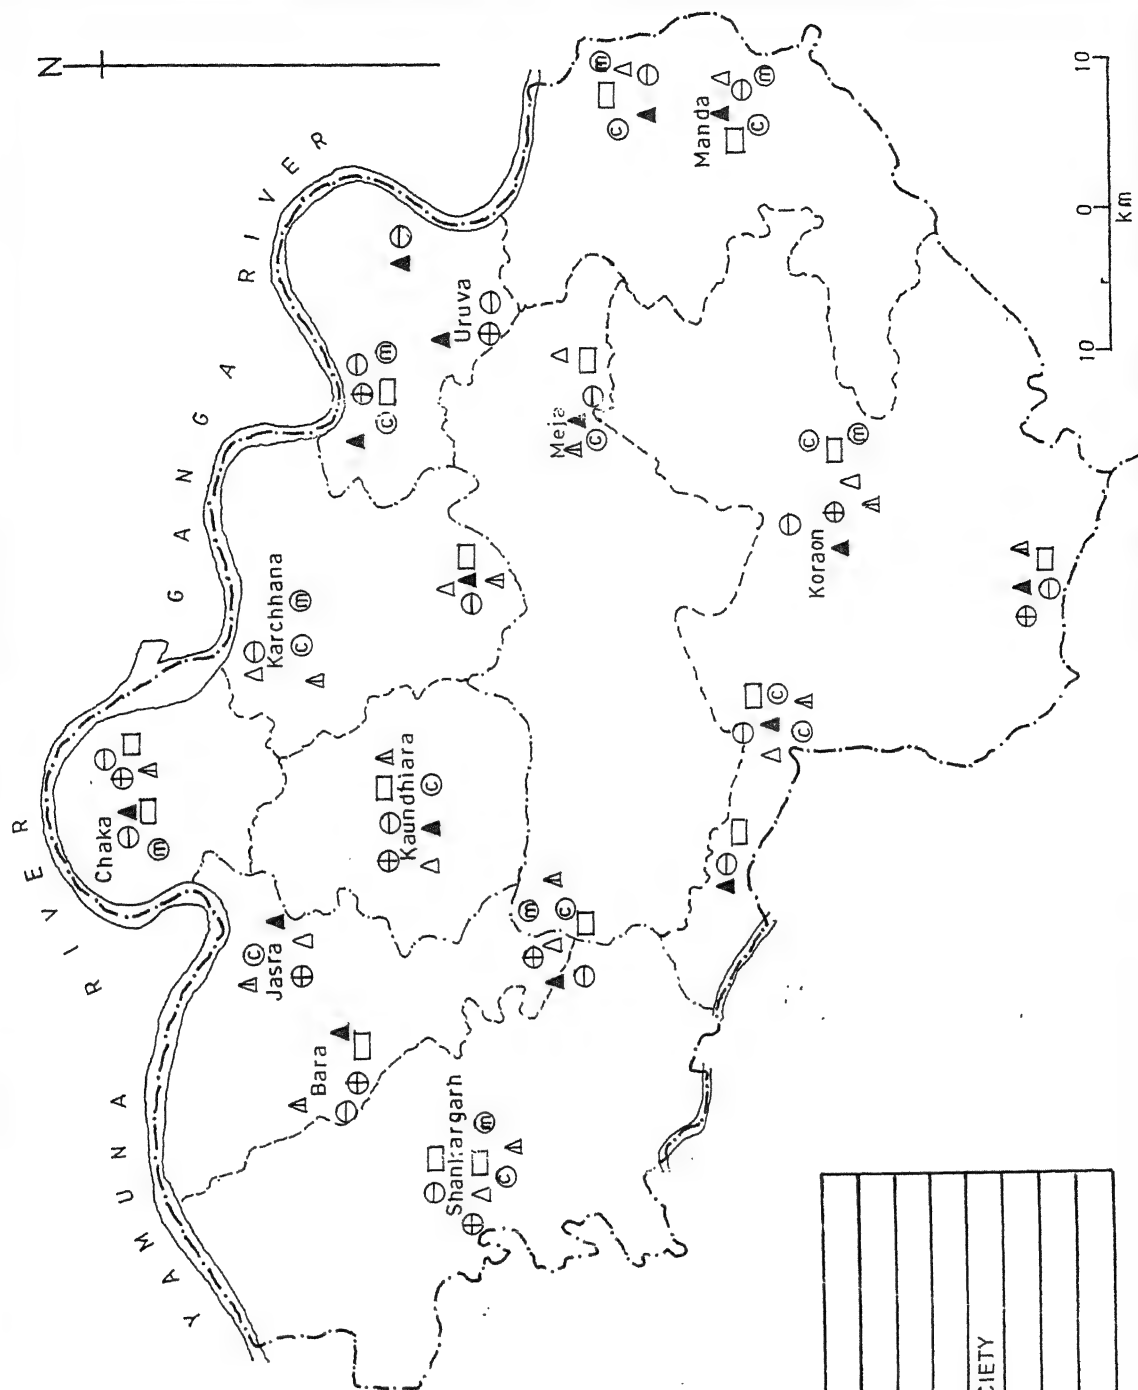 N
YAMUNA RIVER
GANGA RIVER
Chaka
m
Karchhana
c
m
Jasra
c
Bara
Kaundhiara
c
Shankargarh
c
m
m
c
c
m
Uruva
Meja
c
c
m
Manda
c
m
Koraon
c
m
c
c
10 0 10
km
CIETY